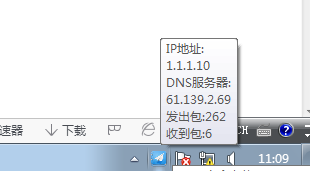 IP地址:
1.1.1.10
DNS服务器:
61.139.2.69
发出包:262
收到包:6
速器 下载 CH
11:09